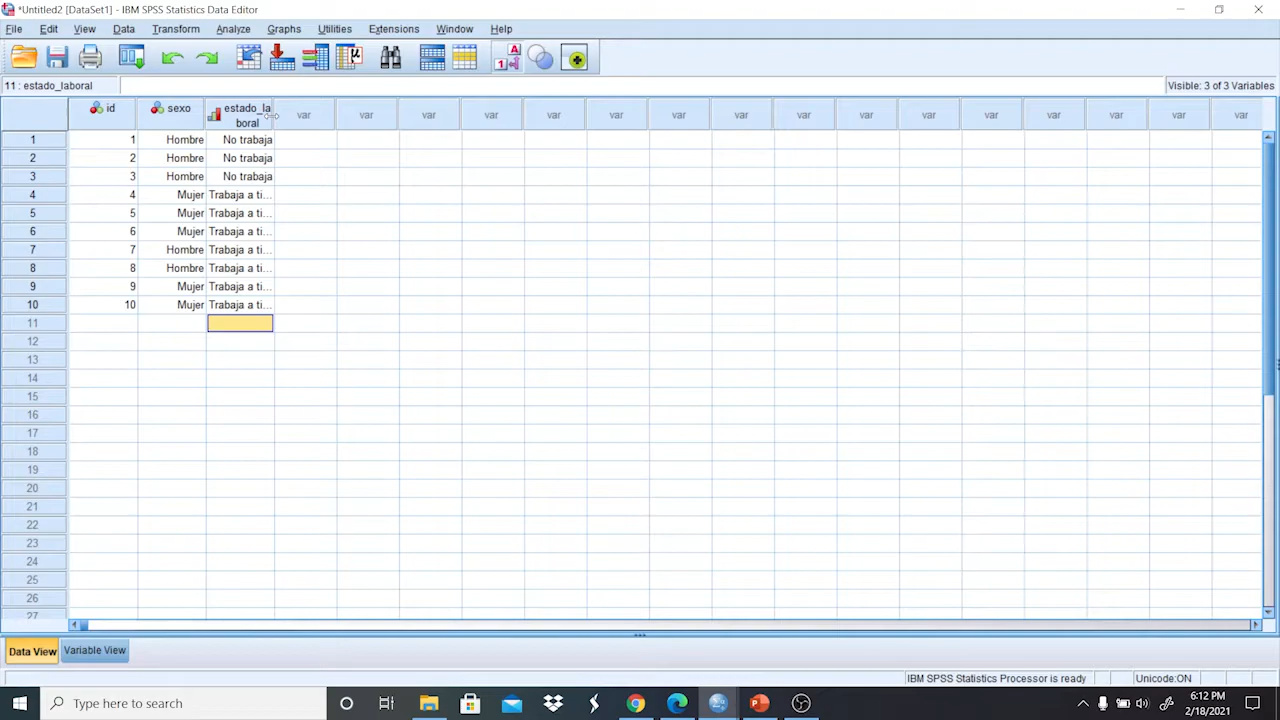 *Untitled2 [DataSet1] - IBM SPSS Statistics Data Editor
File Edit View Data Transform Analyze Graphs Utilities Extensions Window Help
11 : estado_laboral
Visible: 3 of 3 Variables
id sexo estado_la
boral var var var var var var var var var var var var var var var var
1 1 Hombre No trabaja
2 2 Hombre No trabaja
3 3 Hombre No trabaja
4 4 Mujer Trabaja a ti...
5 5 Mujer Trabaja a ti...
6 6 Mujer Trabaja a ti...
7 7 Hombre Trabaja a ti...
8 8 Hombre Trabaja a ti...
9 9 Mujer Trabaja a ti...
10 10 Mujer Trabaja a ti...
11
12
13
14
15
16
17
18
19
20
21
22
23
24
25
26
27
Data View Variable View
IBM SPSS Statistics Processor is ready Unicode:ON
Type here to search
6:12 PM
2/18/2021